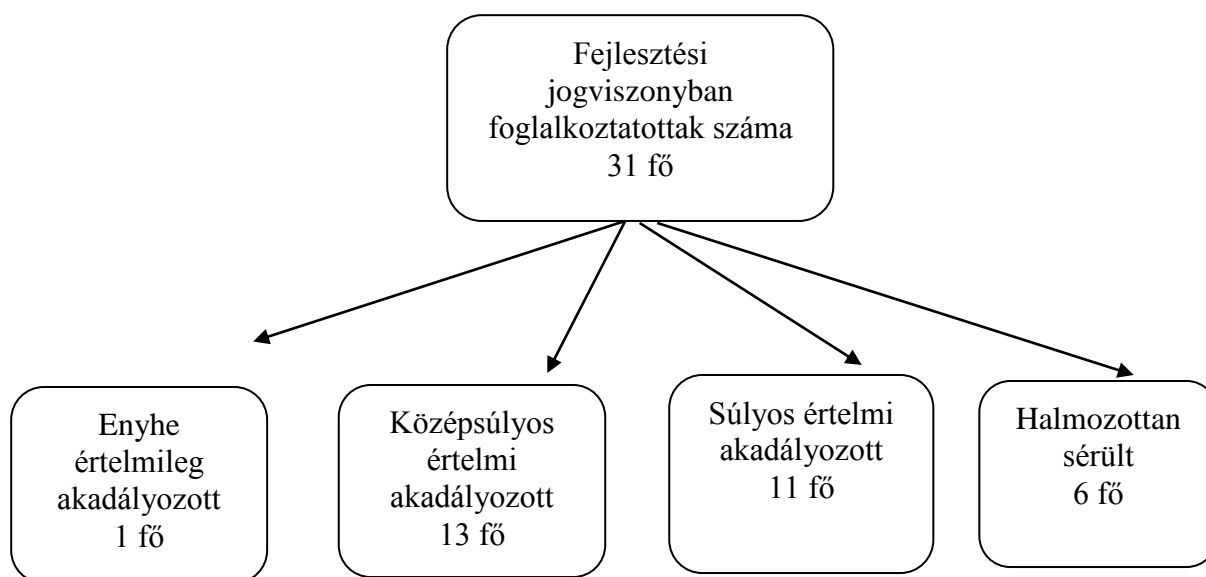 Fejlesztési
jogviszonyban
foglalkoztatottak száma
31 fő
Enyhe
értelmileg
akadályozott
1 fő
Középsúlyos
értelmi
akadályozott
13 fő
Súlyos értelmi
akadályozott
11 fő
Halmozottan
sérült
6 fő